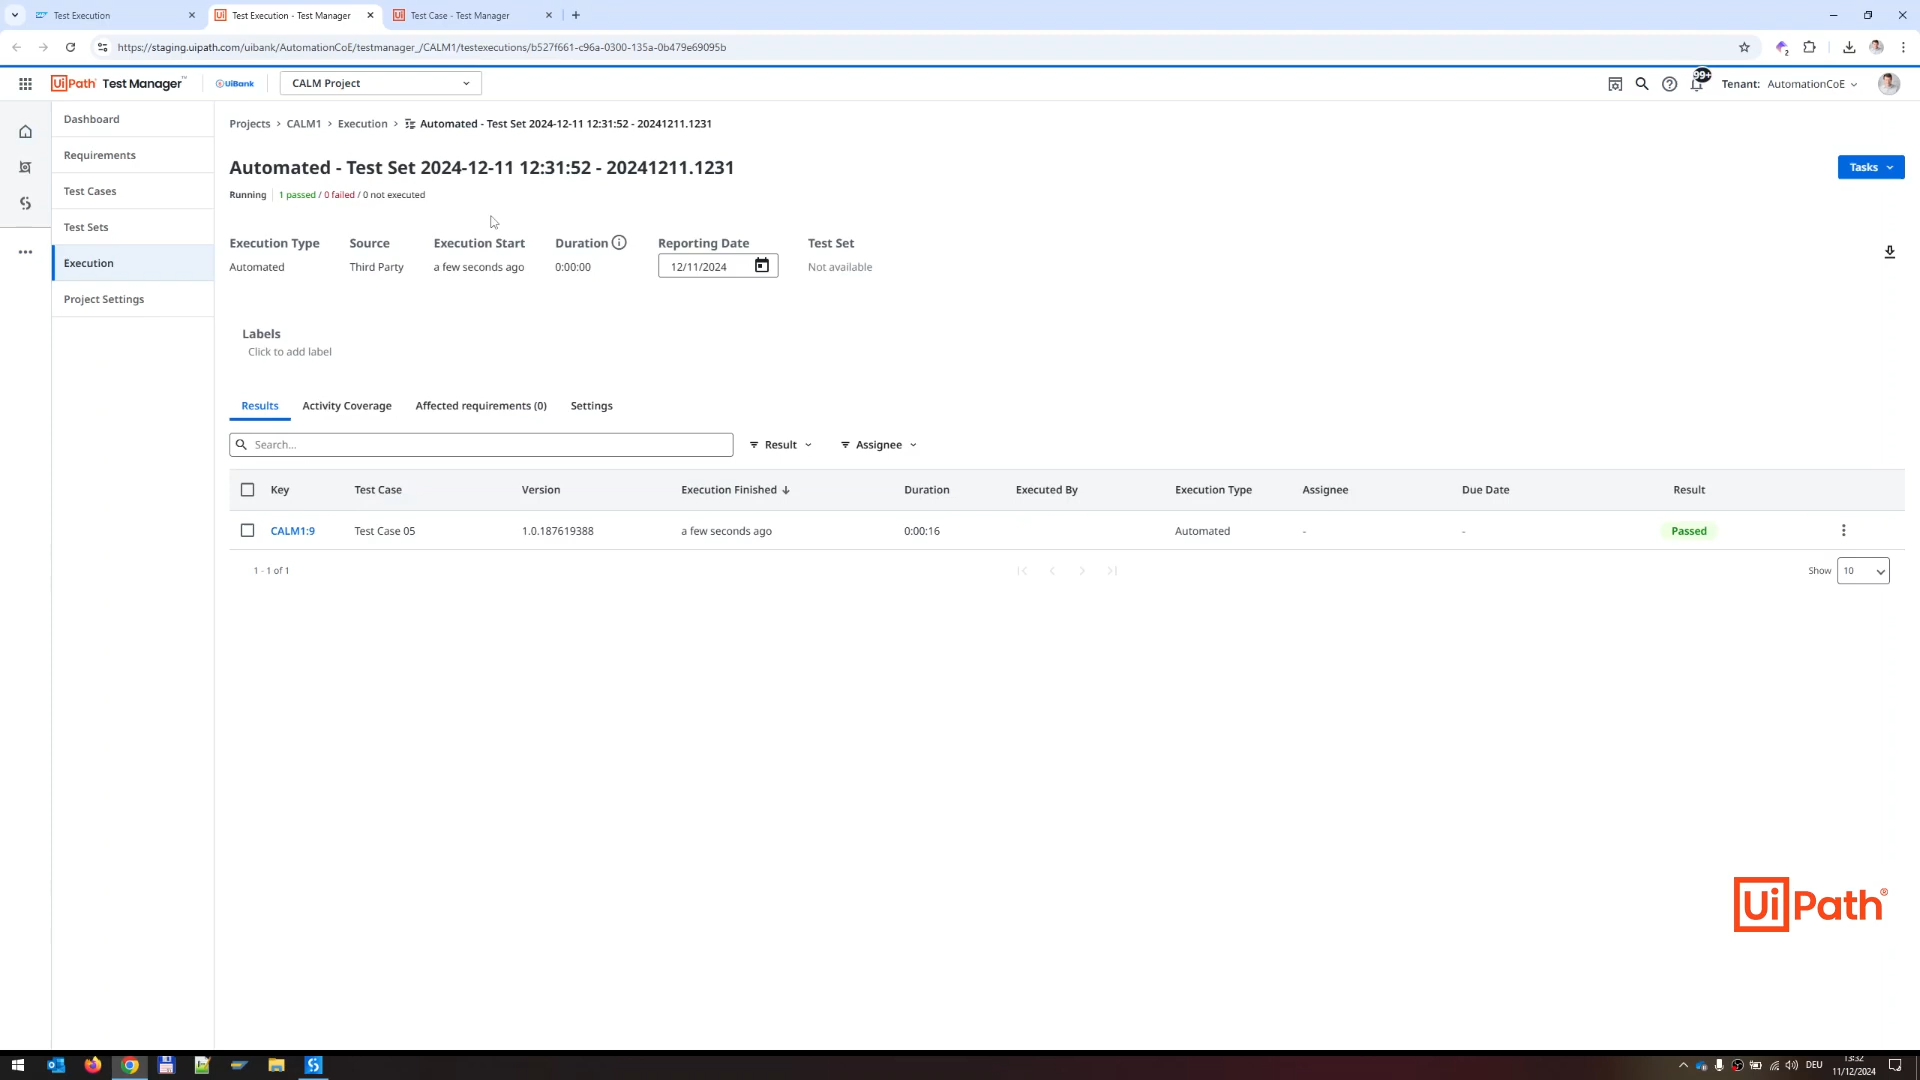 Test Execution
Test Execution - Test Manager
Test Case - Test Manager
https://staging.uipath.com/uibank/AutomationCoE/testmanager_/CALM1/testexecutions/b527f661-c96a-0300-135a-0b479e69095b
UiPath Test Manager™
UiBank
CALM Project
99+
Tenant: AutomationCoE
Dashboard
Requirements
Test Cases
Test Sets
Execution
Project Settings
Projects > CALM1 > Execution > Automated - Test Set 2024-12-11 12:31:52 - 20241211.1231
Automated - Test Set 2024-12-11 12:31:52 - 20241211.1231
Tasks
Running 1 passed / 0 failed / 0 not executed
Execution Type Source Execution Start Duration Reporting Date Test Set
Automated Third Party a few seconds ago 0:00:00 12/11/2024 Not available
Labels
Click to add label
Results Activity Coverage Affected requirements (0) Settings
Search... Result Assignee
Key Test Case Version Execution Finished Duration Executed By Execution Type Assignee Due Date Result
CALM1:9 Test Case 05 1.0.187619388 a few seconds ago 0:00:16 Automated - - Passed
1 - 1 of 1
Show 10
UiPath®
DEU
13:32
11/12/2024